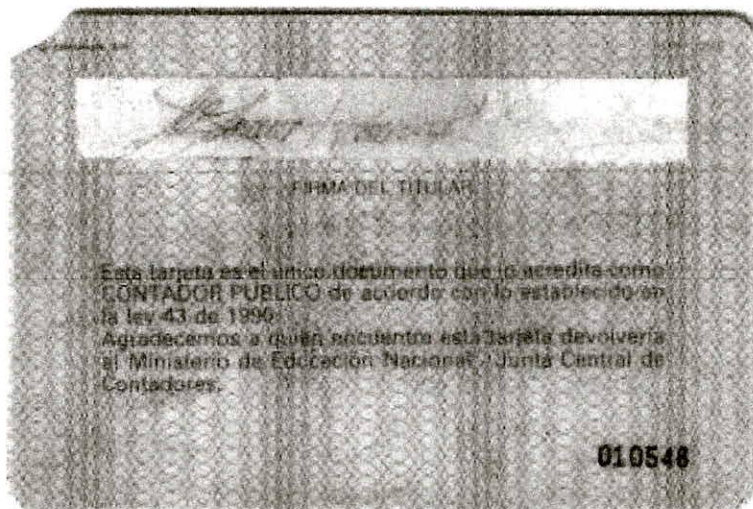 FIRMA DEL TITULAR
Esta tarjeta es el único documento que lo acredita como
CONTADOR PUBLICO de acuerdo con lo establecido en
la ley 43 de 1990
Agradecemos a quien encuentre esta tarjeta devolverla
al Ministerio de Educación Nacional - Junta Central de
Contadores.
010548